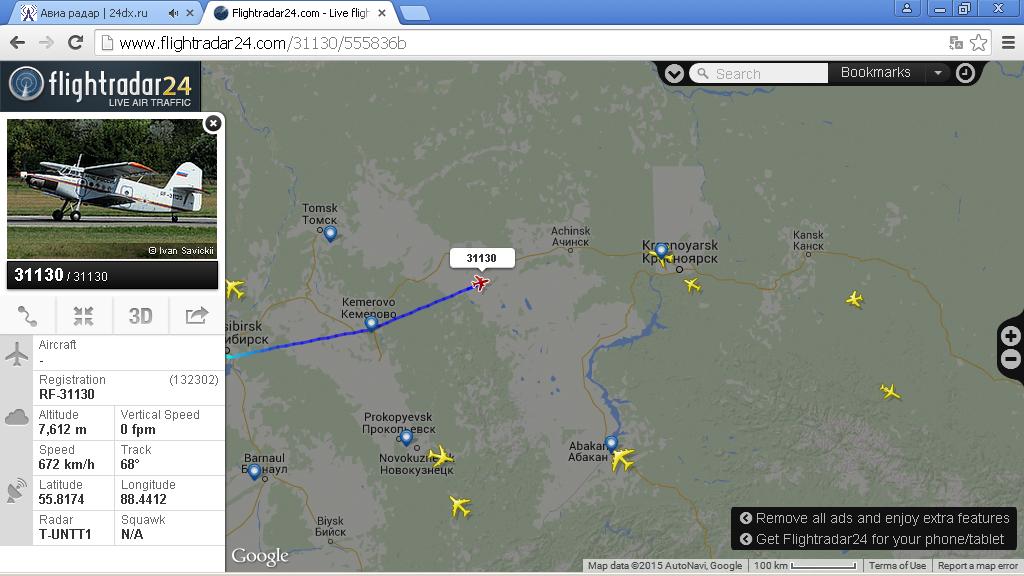 Авиа радар | 24dx.ru
Flightradar24.com - Live fligh
www.flightradar24.com/31130/555836b
flightradar24
LIVE AIR TRAFFIC
Search
Bookmarks
RF-31130
© Ivan Savickii
31130 / 31130
3D
Aircraft
-
Registration (132302)
RF-31130
Altitude Vertical Speed
7,612 m 0 fpm
Speed Track
672 km/h 68°
Latitude Longitude
55.8174 88.4412
Radar Squawk
T-UNTT1 N/A
Tomsk
Томск
31130
Achinsk
Ачинск
Krasnoyarsk
Красноярск
Kansk
Канск
Kemerovo
Кемерово
sibirsk
ибирск
Prokopyevsk
Прокопьевск
Novokuznetsk
Новокузнецк
Barnaul
Барнаул
Abakan
Абакан
Biysk
Бийск
Remove all ads and enjoy extra features
Get Flightradar24 for your phone/tablet
Google
Map data ©2015 AutoNavi, Google 100 km Terms of Use Report a map error